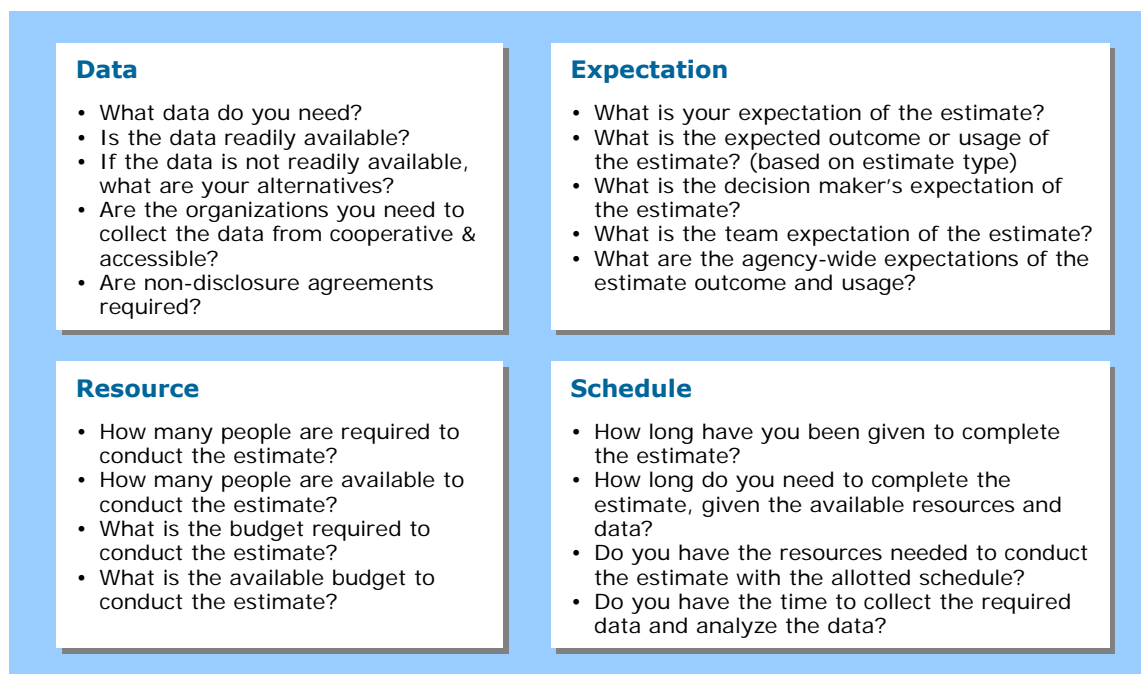 Data
• What data do you need?
• Is the data readily available?
• If the data is not readily available,
what are your alternatives?
• Are the organizations you need to
collect the data from cooperative &
accessible?
• Are non-disclosure agreements
required?
Expectation
• What is your expectation of the estimate?
• What is the expected outcome or usage of
the estimate? (based on estimate type)
• What is the decision maker's expectation of
the estimate?
• What is the team expectation of the estimate?
• What are the agency-wide expectations of the
estimate outcome and usage?
Resource
• How many people are required to
conduct the estimate?
• How many people are available to
conduct the estimate?
• What is the budget required to
conduct the estimate?
• What is the available budget to
conduct the estimate?
Schedule
• How long have you been given to complete
the estimate?
• How long do you need to complete the
estimate, given the available resources and
data?
• Do you have the resources needed to conduct
the estimate with the allotted schedule?
• Do you have the time to collect the required
data and analyze the data?